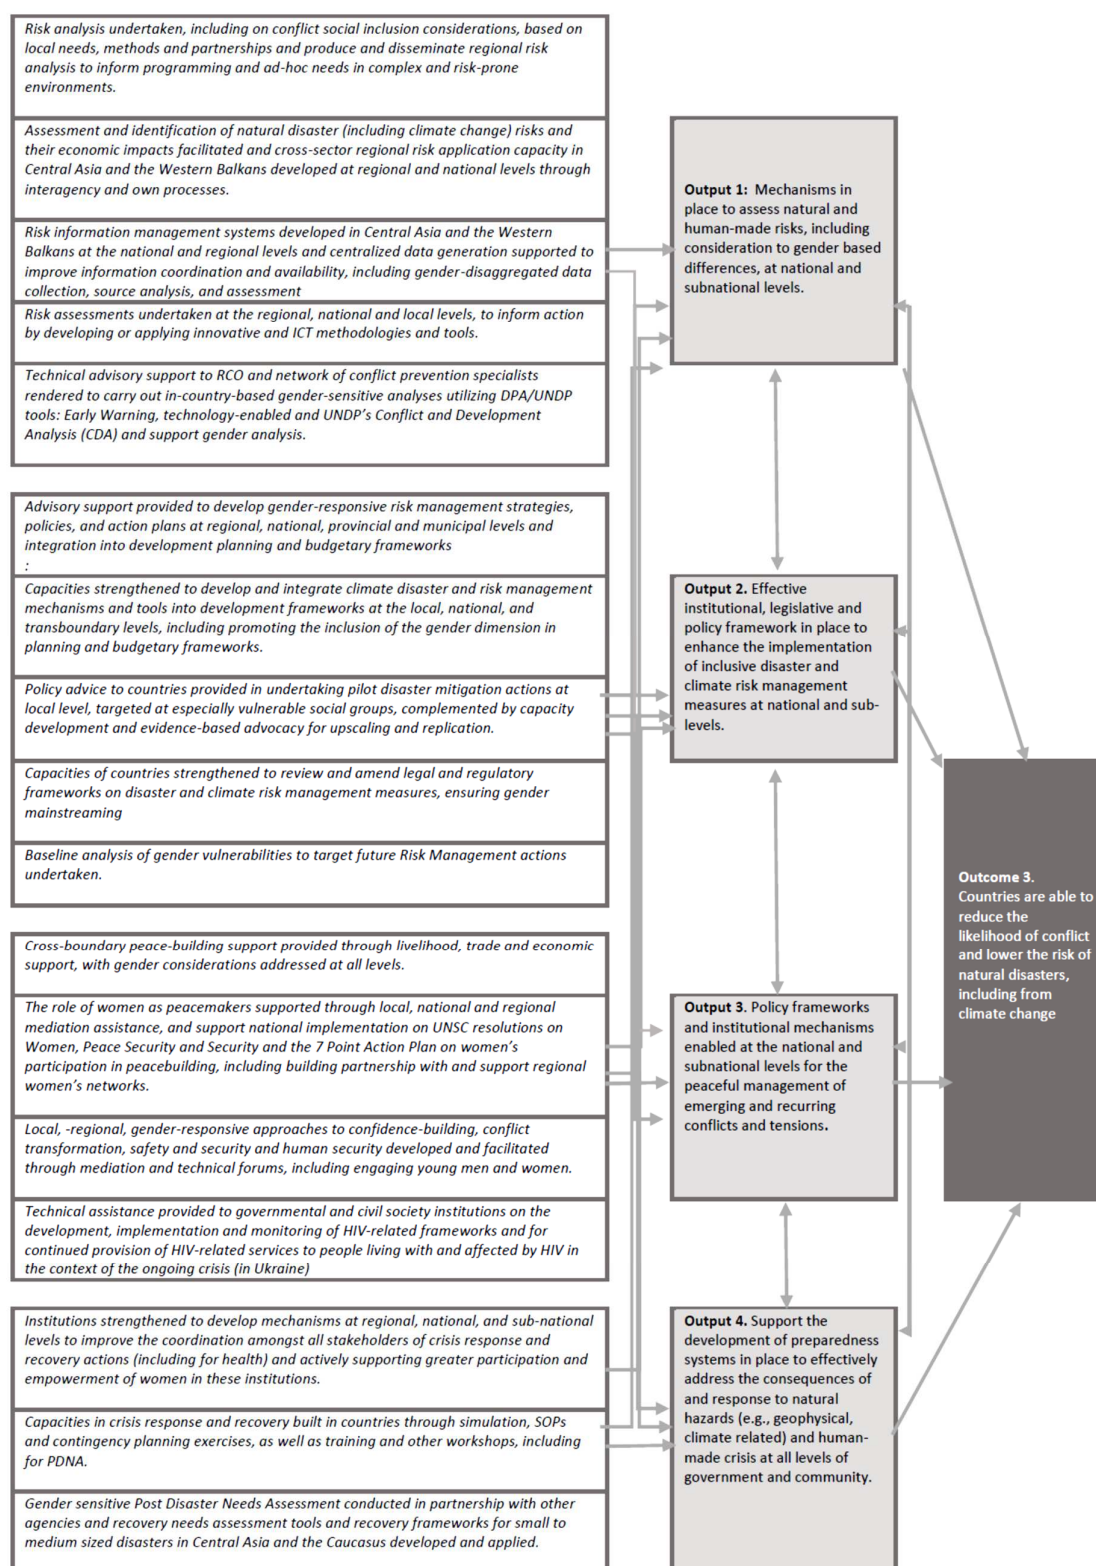 Risk analysis undertaken, including on conflict social inclusion considerations, based on
local needs, methods and partnerships and produce and disseminate regional risk
analysis to inform programming and ad-hoc needs in complex and risk-prone
environments.
Assessment and identification of natural disaster (including climate change) risks and
their economic impacts facilitated and cross-sector regional risk application capacity in
Central Asia and the Western Balkans developed at regional and national levels through
interagency and own processes.
Risk information management systems developed in Central Asia and the Western
Balkans at the national and regional levels and centralized data generation supported to
improve information coordination and availability, including gender-disaggregated data
collection, source analysis, and assessment
Risk assessments undertaken at the regional, national and local levels, to inform action
by developing or applying innovative and ICT methodologies and tools.
Technical advisory support to RCO and network of conflict prevention specialists
rendered to carry out in-country-based gender-sensitive analyses utilizing DPA/UNDP
tools: Early Warning, technology-enabled and UNDP's Conflict and Development
Analysis (CDA) and support gender analysis.
Advisory support provided to develop gender-responsive risk management strategies,
policies, and action plans at regional, national, provincial and municipal levels and
integration into development planning and budgetary frameworks
:
Capacities strengthened to develop and integrate climate disaster and risk management
mechanisms and tools into development frameworks at the local, national, and
transboundary levels, including promoting the inclusion of the gender dimension in
planning and budgetary frameworks.
Policy advice to countries provided in undertaking pilot disaster mitigation actions at
local level, targeted at especially vulnerable social groups, complemented by capacity
development and evidence-based advocacy for upscaling and replication.
Capacities of countries strengthened to review and amend legal and regulatory
frameworks on disaster and climate risk management measures, ensuring gender
mainstreaming
Baseline analysis of gender vulnerabilities to target future Risk Management actions
undertaken.
Cross-boundary peace-building support provided through livelihood, trade and economic
support, with gender considerations addressed at all levels.
The role of women as peacemakers supported through local, national and regional
mediation assistance, and support national implementation on UNSC resolutions on
Women, Peace Security and Security and the 7 Point Action Plan on women's
participation in peacebuilding, including building partnership with and support regional
women's networks.
Local, -regional, gender-responsive approaches to confidence-building, conflict
transformation, safety and security and human security developed and facilitated
through mediation and technical forums, including engaging young men and women.
Technical assistance provided to governmental and civil society institutions on the
development, implementation and monitoring of HIV-related frameworks and for
continued provision of HIV-related services to people living with and affected by HIV in
the context of the ongoing crisis (in Ukraine)
Institutions strengthened to develop mechanisms at regional, national, and sub-national
levels to improve the coordination amongst all stakeholders of crisis response and
recovery actions (including for health) and actively supporting greater participation and
empowerment of women in these institutions.
Capacities in crisis response and recovery built in countries through simulation, SOPs
and contingency planning exercises, as well as training and other workshops, including
for PDNA.
Gender sensitive Post Disaster Needs Assessment conducted in partnership with other
agencies and recovery needs assessment tools and recovery frameworks for small to
medium sized disasters in Central Asia and the Caucasus developed and applied.
Output 1: Mechanisms in
place to assess natural and
human-made risks, including
consideration to gender based
differences, at national and
subnational levels.
Output 2. Effective
institutional, legislative and
policy framework in place to
enhance the implementation
of inclusive disaster and
climate risk management
measures at national and sub-
levels.
Output 3. Policy frameworks
and institutional mechanisms
enabled at the national and
subnational levels for the
peaceful management of
emerging and recurring
conflicts and tensions.
Output 4. Support the
development of preparedness
systems in place to effectively
address the consequences of
and response to natural
hazards (e.g., geophysical,
climate related) and human-
made crisis at all levels of
government and community.
Outcome 3.
Countries are able to
reduce the
likelihood of conflict
and lower the risk of
natural disasters,
including from
climate change